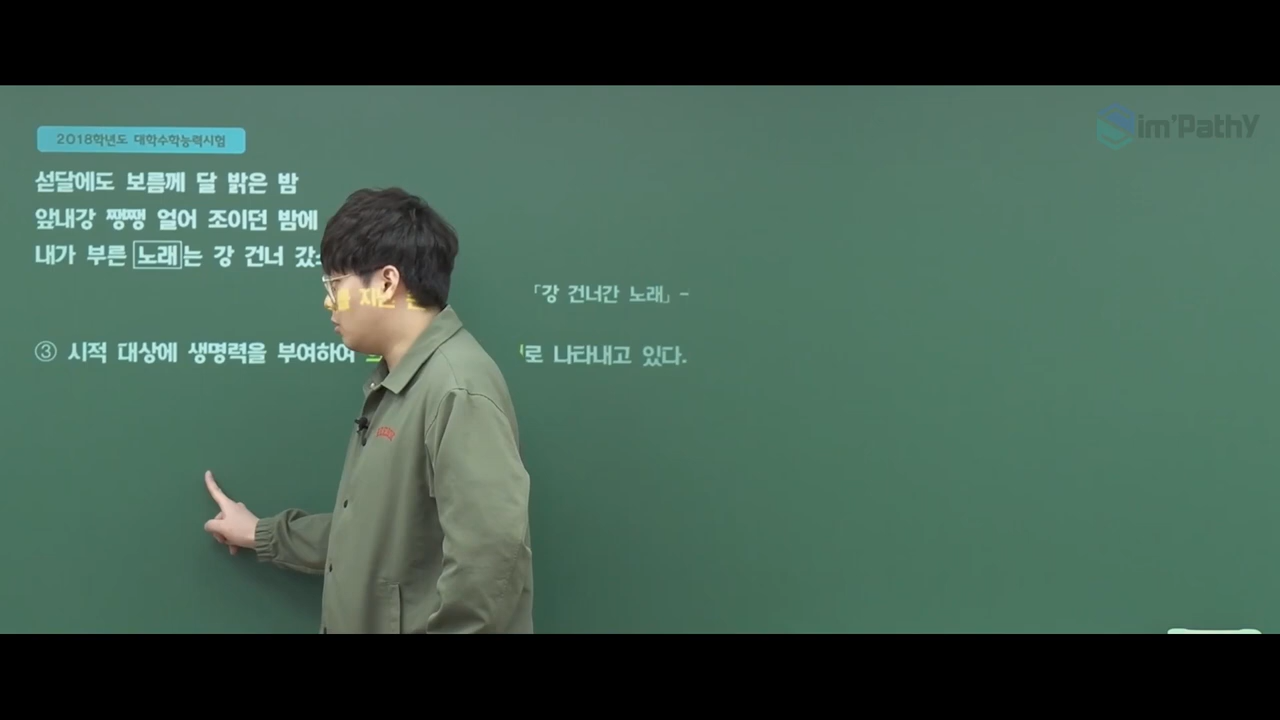 Sim'PathY
2018학년도 대학수학능력시험
섣달에도 보름께 달 밝은 밤
앞내강 쨍쨍 얼어 조이던 밤에
내가 부른 노래는 강 건너
「강 건너간 노래」 -
③ 시적 대상에 생명력을 부여하여 로 나타내고 있다.